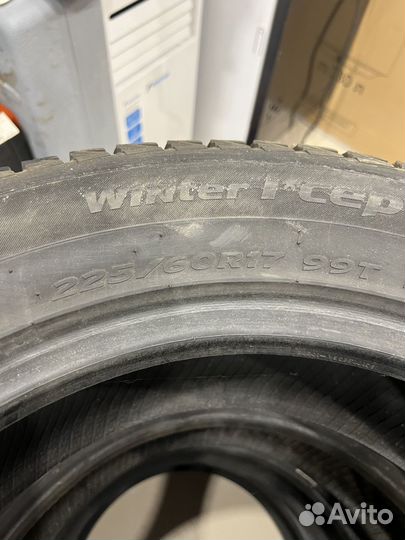 winter i*cep
225/60R17 99T
Avito